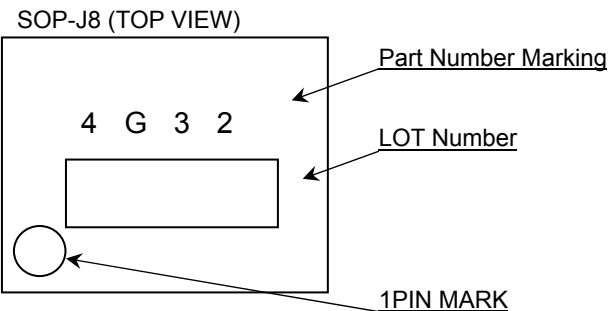 SOP-J8 (TOP VIEW)
Part Number Marking
4 G 3 2
LOT Number
1PIN MARK